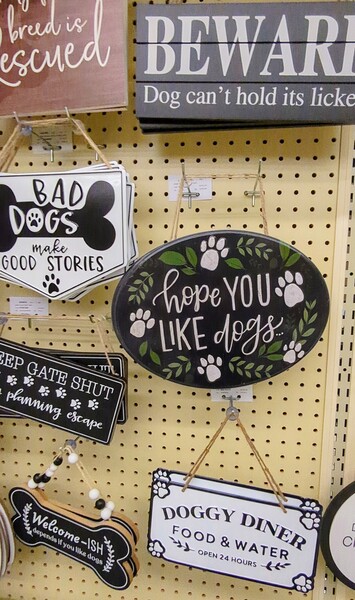 breed is
Rescued
BEWAR
Dog can't hold its licke
BAD
DOGS
make
GOOD STORIES
hope YOU
LIKE dogs...
EEP GATE SHUT
planning escape
Welcome-ISH
depends if you like dogs
DOGGY DINER
FOOD & WATER
OPEN 24 HOURS